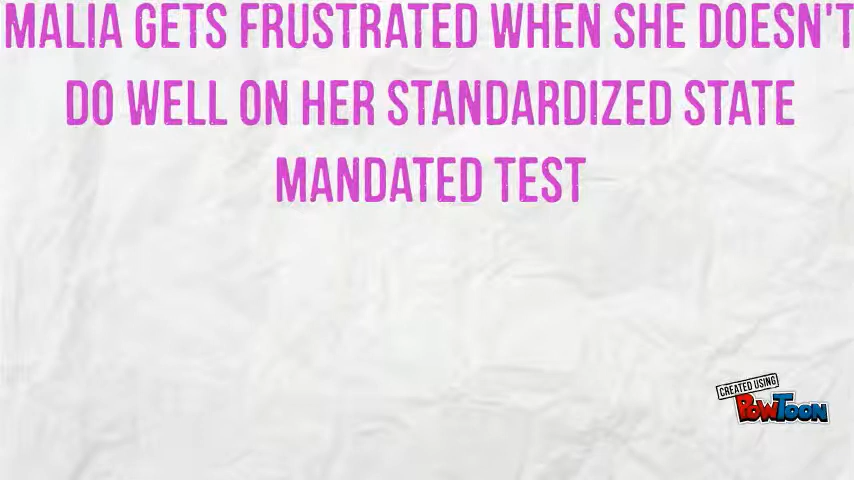 MALIA GETS FRUSTRATED WHEN SHE DOESN'T
DO WELL ON HER STANDARDIZED STATE
MANDATED TEST
CREATED USING
POWTOON